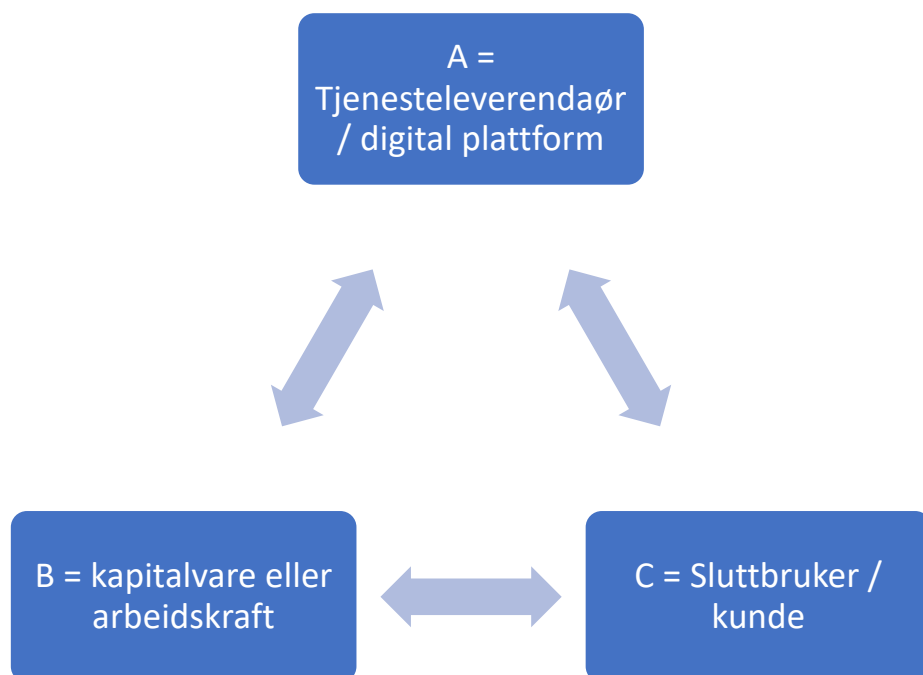 A =
Tjenesteleverendaør
/ digital plattform
B = kapitalvare eller
arbeidskraft
C = Sluttbruker /
kunde